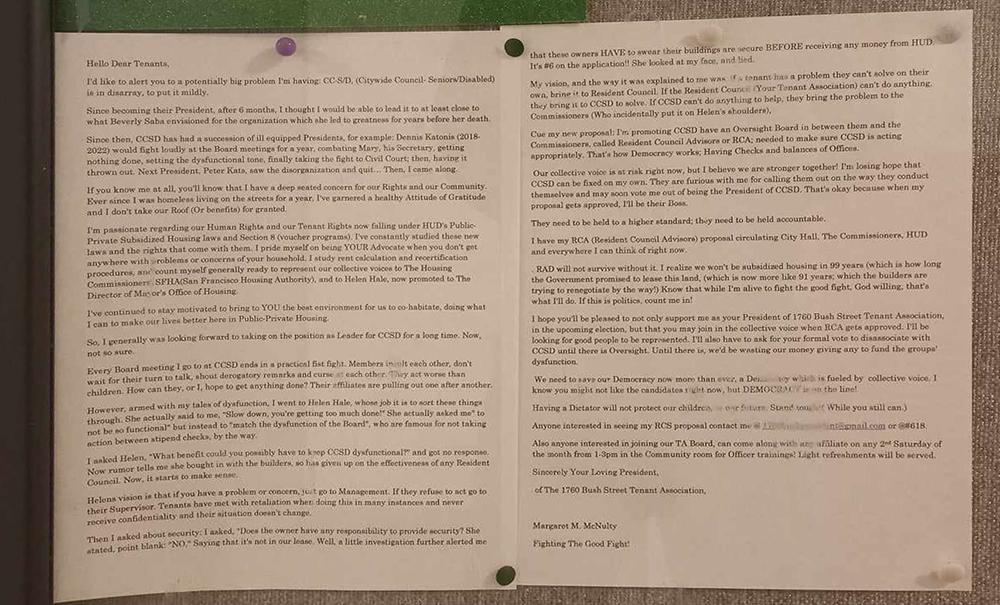 Hello Dear Tenants,
I'd like to alert you to a potentially big problem I'm having: CC-S/D, (Citywide Council- Seniors/Disabled)
is in disarray, to put it mildly.
Since becoming their President, after 6 months, I thought I would be able to lead it to at least close to
what Beverly Saba envisioned for the organization which she led to greatness for years before her death.
Since then, CCSD has had a succession of ill equipped Presidents, for example: Dennis Katonis (2018-
2022) would fight loudly at the Board meetings for a year, combating Mary, his Secretary, getting
nothing done, setting the dysfunctional tone, finally taking the fight to Civil Court; then, having it
thrown out. Next President, Peter Kata, saw the disorganization and quit... Then, I came along.
If you know me at all, you'll know that I have a deep seated concern for our Rights and our Community.
Ever since I was homeless living on the streets for a year, I've garnered a healthy Attitude of Gratitude
and I don't take our Roof (Or benefits) for granted.
I'm passionate regarding our Human Rights and our Tenant Rights now falling under HUD's Public-
Private Subsidized Housing laws and Section 8 (voucher programs). I've constantly studied these new
laws and the rights that come with them. I pride myself on being YOUR Advocate when you don't get
anywhere with problems or concerns of your household. I study rent calculation and recertification
procedures, and count myself generally ready to represent our collective voices to The Housing
Commissioners', SFHA(San Francisco Housing Authority), and to Helen Hale, now promoted to The
Director of Mayor's Office of Housing.
I've continued to stay motivated to bring to YOU the best environment for us to co-habitate, doing what
I can to make our lives better here in Public-Private Housing.
So, I generally was looking forward to taking on the position as Leader for CCSD for a long time. Now,
not so sure.
Every Board meeting I go to at CCSD ends in a practical fist fight. Members insult each other, don't
wait for their turn to talk, about derogatory remarks and curse at each other. They act worse than
children. How can they, or I, hope to get anything done? Their affiliates are pulling out one after another.
However, armed with my tales of dysfunction, I went to Helen Hale, whose job it is to sort these things
through. She actually said to me, "Slow down, you're getting too much done!" She actually asked me" to
not be so functional" but instead to "match the dysfunction of the Board", who are famous for not taking
action between stipend checks, by the way.
I asked Helen, "What benefit could you possibly have to keep CCSD dysfunctional?" and got no response.
Now rumor tells me she bought in with the builders, so has given up on the effectiveness of any Resident
Council. Now, it starts to make sense.
Helens vision is that if you have a problem or concern, just go to Management. If they refuse to act go to
their Supervisor. Tenants have met with retaliation when doing this in many instances and never
receive confidentiality and their situation doesn't change.
Then I asked about security: I asked, "Does the owner have any responsibility to provide security? She
stated, point blank: "NO," Saying that it's not in our lease. Well, a little investigation further alerted me
that these owners HAVE to swear their buildings are secure BEFORE receiving any money from HUD.
It's #6 on the application!! She looked at my face, and lied.
My vision, and the way it was explained to me was if a tenant has a problem they can't solve on their
own, bring it to Resident Council. If the Resident Council (Your Tenant Association) can't do anything,
they bring it to CCSD to solve. If CCSD can't do anything to help, they bring the problem to the
Commissioners (Who incidentally put it on Helen's shoulders),
Cue my new proposal: I'm promoting CCSD have an Oversight Board in between them and the
Commissioners, called Resident Council Advisors or RCA; needed to make sure CCSD is acting
appropriately. That's how Democracy works; Having Checks and balances of Offices.
Our collective voice is at risk right now, but I believe we are stronger together! I'm losing hope that
CCSD can be fixed on my own. They are furious with me for calling them out on the way they conduct
themselves and may soon vote me out of being the President of CCSD. That's okay because when my
proposal gets approved, I'll be their Boss.
They need to be held to a higher standard; they need to be held accountable.
I have my RCA (Resident Council Advisors) proposal circulating City Hall, The Commissioners, HUD
and everywhere I can think of right now.
. RAD will not survive without it. I realize we won't be subsidized housing in 99 years (which is how long
the Government promised to lease this land, (which is now more like 91 years; which the builders are
trying to renegotiate by the way!) Know that while I'm alive to fight the good fight, God willing, that's
what I'll do. If this is politics, count me in!
I hope you'll be pleased to not only support me as your President of 1760 Bush Street Tenant Association,
in the upcoming election, but that you may join in the collective voice when RCA gets approved. I'll be
looking for good people to be represented. I'll also have to ask for your formal vote to disassociate with
CCSD until there is Oversight. Until there is, we'd be wasting our money giving any to fund the groups'
dysfunction.
We need to save our Democracy now more than ever, a Democracy which is fueled by collective voice. I
know you might not like the candidates right now, but DEMOCRACY is on the line!
Having a Dictator will not protect our children, or our future. Stand tough! While you still can.)
Anyone interested in seeing my RCS proposal contact me @ @gmail.com or @#618.
Also anyone interested in joining our TA Board, can come along with any affiliate on any 2nd Saturday of
the month from 1-3pm in the Community room for Officer trainings! Light refreshments will be served.
Sincerely Your Loving President,
of The 1760 Bush Street Tenant Association,
Margaret M. McNulty
Fighting The Good Fight!